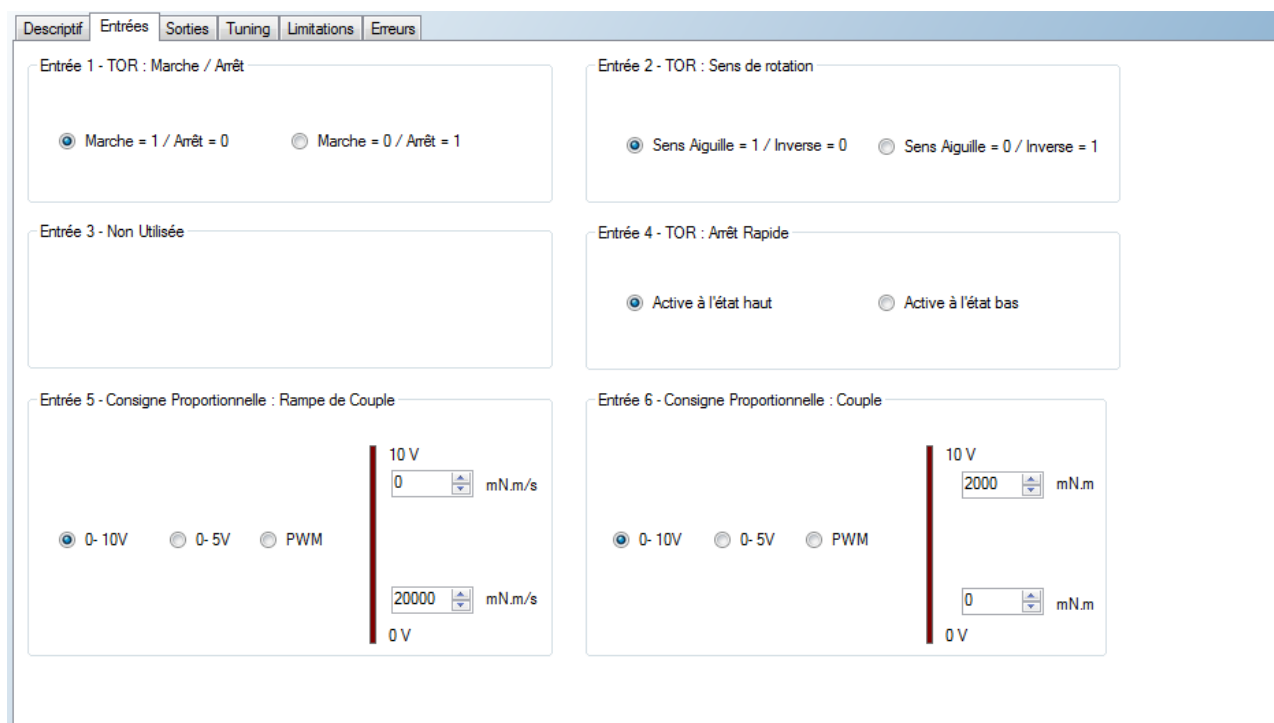 Descriptif Entrées Sorties Tuning Limitations Erreurs
Entrée 1 - TOR : Marche / Arrêt
Marche = 1 / Arrêt = 0
Marche = 0 / Arrêt = 1
Entrée 2 - TOR : Sens de rotation
Sens Aiguille = 1 / Inverse = 0
Sens Aiguille = 0 / Inverse = 1
Entrée 3 - Non Utilisée
Entrée 4 - TOR : Arrêt Rapide
Active à l'état haut
Active à l'état bas
Entrée 5 - Consigne Proportionnelle : Rampe de Couple
10 V
0 mN.m/s
0- 10V 0- 5V PWM
20000 mN.m/s
0 V
Entrée 6 - Consigne Proportionnelle : Couple
10 V
2000 mN.m
0- 10V 0- 5V PWM
0 mN.m
0 V